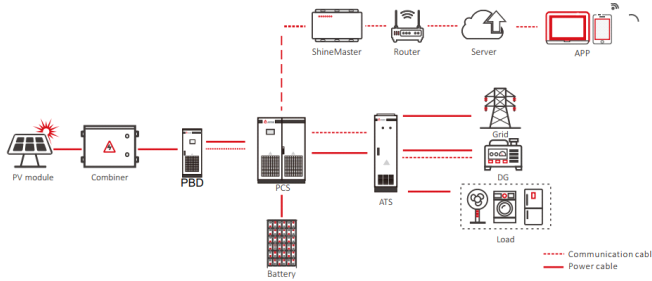 ShineMaster
Router
Server
APP
PV module
Combiner
PBD
PCS
ATS
Grid
DG
Load
Battery
Communication cabl
Power cable